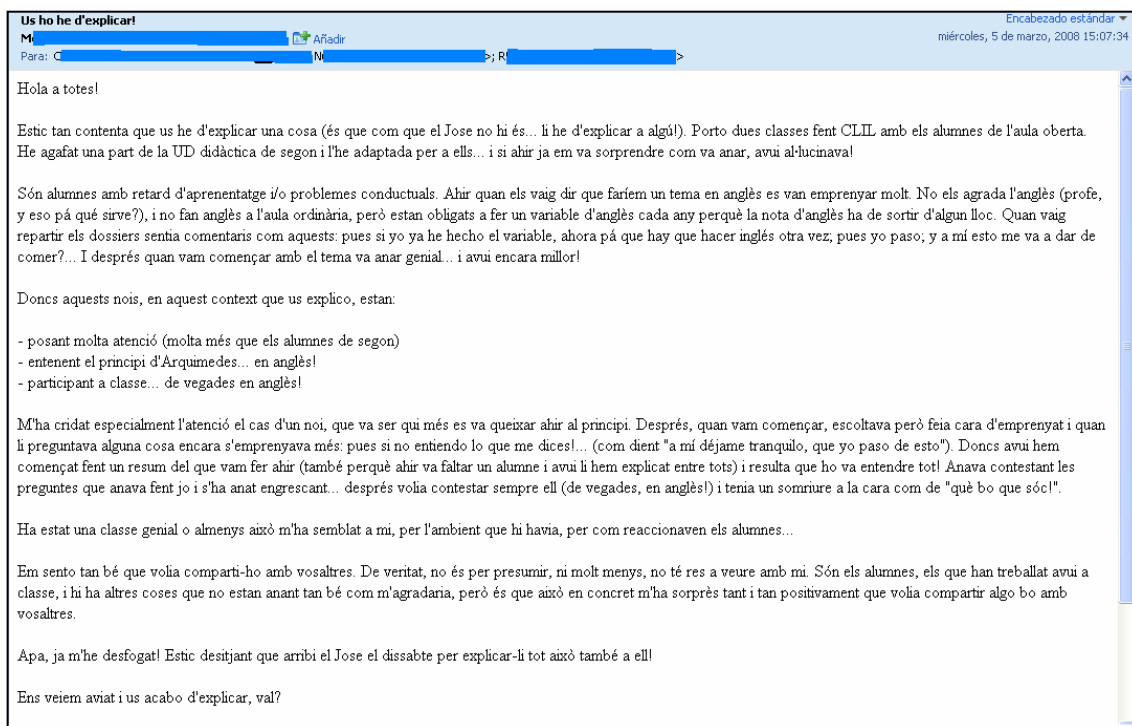 Us ho he d'explicar!
Encabezado estándar
Añadir
miércoles, 5 de marzo, 2008 15:07:34
Para:
Hola a totes!
Estic tan contenta que us he d'explicar una cosa (és que com que el Jose no hi és... li he d'explicar a algú!). Porto dues classes fent CLIL amb els alumnes de l'aula oberta.
He agafat una part de la UD didàctica de segon i l'he adaptada per a ells... i si ahir ja em va sorprendre com va anar, avui al·lucinava!
Són alumnes amb retard d'aprenentatge i/o problemes conductuals. Ahir quan els vaig dir que faríem un tema en anglès es van emprenyar molt. No els agrada l'anglès (profe,
y eso pá qué sirve?), i no fan anglès a l'aula ordinària, però estan obligats a fer un variable d'anglès cada any perquè la nota d'anglès ha de sortir d'algun lloc. Quan vaig
repartir els dossiers sentia comentaris com aquests: pues si yo ya he hecho el variable, ahora pá que hay que hacer inglés otra vez; pues yo paso; y a mí esto me va a dar de
comer?... I després quan vam començar amb el tema va anar genial... i avui encara millor!
Doncs aquests nois, en aquest context que us explico, estan:
- posant molta atenció (molta més que els alumnes de segon)
- entenent el principi d'Arquimedes... en anglès!
- participant a classe... de vegades en anglès!
M'ha cridat especialment l'atenció el cas d'un noi, que va ser qui més es va queixar ahir al principi. Després, quan vam començar, escoltava però feia cara d'emprenyat i quan
li preguntava alguna cosa encara s'emprenyava més: pues si no entiendo lo que me dices!... (com dient "a mí déjame tranquilo, que yo paso de esto"). Doncs avui hem
començat fent un resum del que vam fer ahir (també perquè ahir va faltar un alumne i avui li hem explicat entre tots) i resulta que ho va entendre tot! Anava contestant les
preguntes que anava fent jo i s'ha anat engrescant... després volia contestar sempre ell (de vegades, en anglès!) i tenia un somriure a la cara com de "què bo que sóc!".
Ha estat una classe genial o almenys això m'ha semblat a mi, per l'ambient que hi havia, per com reaccionaven els alumnes...
Em sento tan bé que volia comparti-ho amb vosaltres. De veritat, no és per presumir, ni molt menys, no té res a veure amb mi. Són els alumnes, els que han treballat avui a
classe, i hi ha altres coses que no estan anant tan bé com m'agradaria, però és que això en concret m'ha sorprès tant i tan positivament que volia compartir algo bo amb
vosaltres.
Apa, ja m'he desfogat! Estic desitjant que arribi el Jose el dissabte per explicar-li tot això també a ell!
Ens veiem aviat i us acabo d'explicar, val?